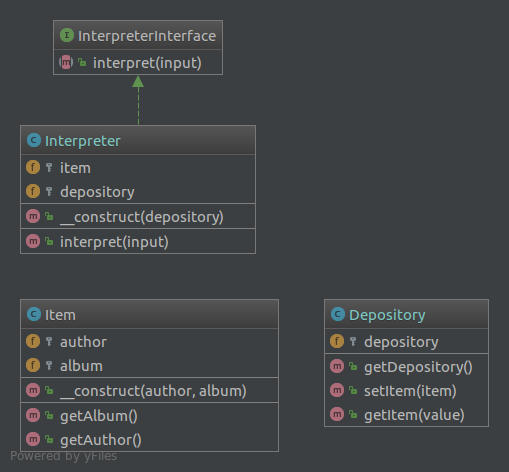 InterpreterInterface
interpret(input)
Interpreter
item
depository
__construct(depository)
interpret(input)
Item
author
album
__construct(author, album)
getAlbum()
getAuthor()
Depository
depository
getDepository()
setItem(item)
getItem(value)
Powered by yFiles